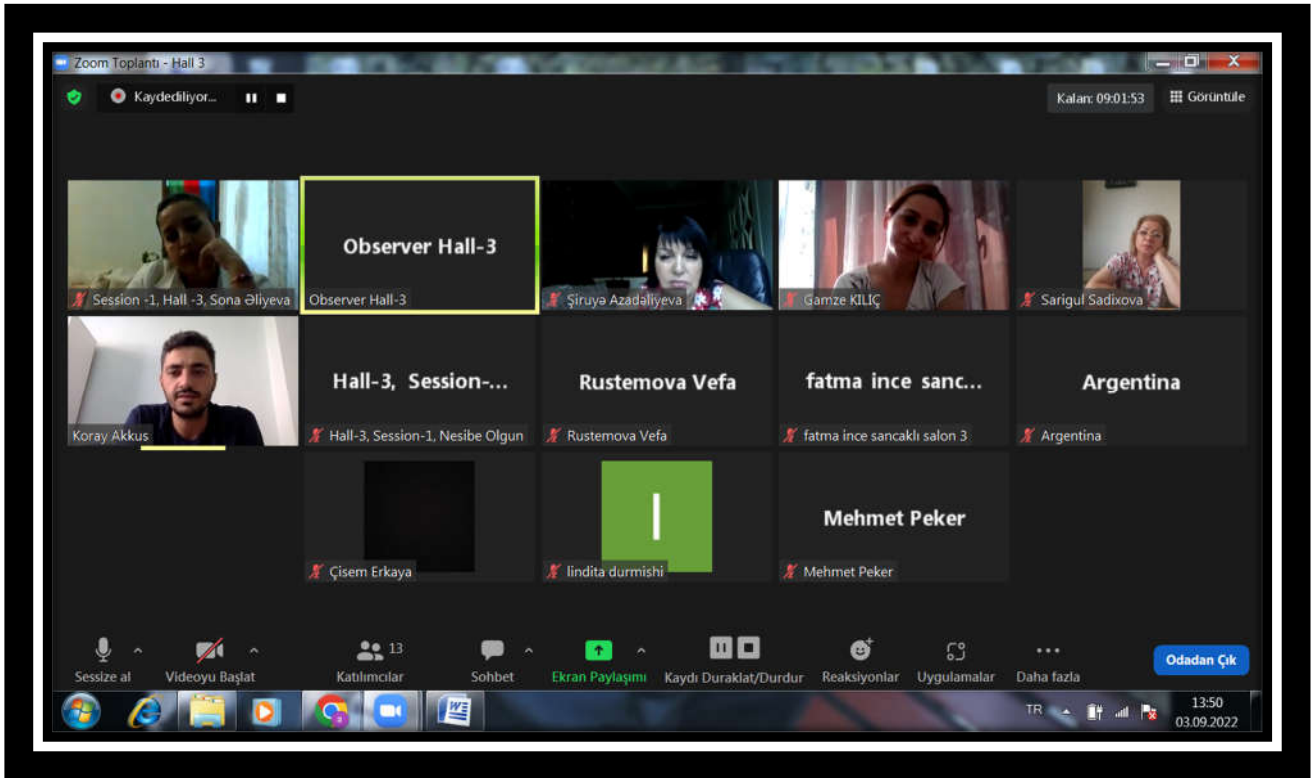 Zoom Toplantı - Hall 3
Kaydediliyor...
Kalan: 09:01:53
Görüntüle
Session -1, Hall -3, Sona Əliyeva
Observer Hall-3
Observer Hall-3
Şiruyə Azadəliyeva
Gamze KILIÇ
Sarigul Sadixova
Koray Akkus
Hall-3, Session-...
Hall-3, Session-1, Nesibe Olgun
Rustemova Vefa
Rustemova Vefa
fatma ince sanc...
fatma ince sancaklı salon 3
Argentina
Argentina
Çisem Erkaya
I
lindita durmishi
Mehmet Peker
Mehmet Peker
Sessize al
Videoyu Başlat
13
Katılımcılar
Sohbet
Ekran Paylaşımı
Kaydı Duraklat/Durdur
Reaksiyonlar
Uygulamalar
Daha fazla
Odadan Çık
TR
13:50
03.09.2022